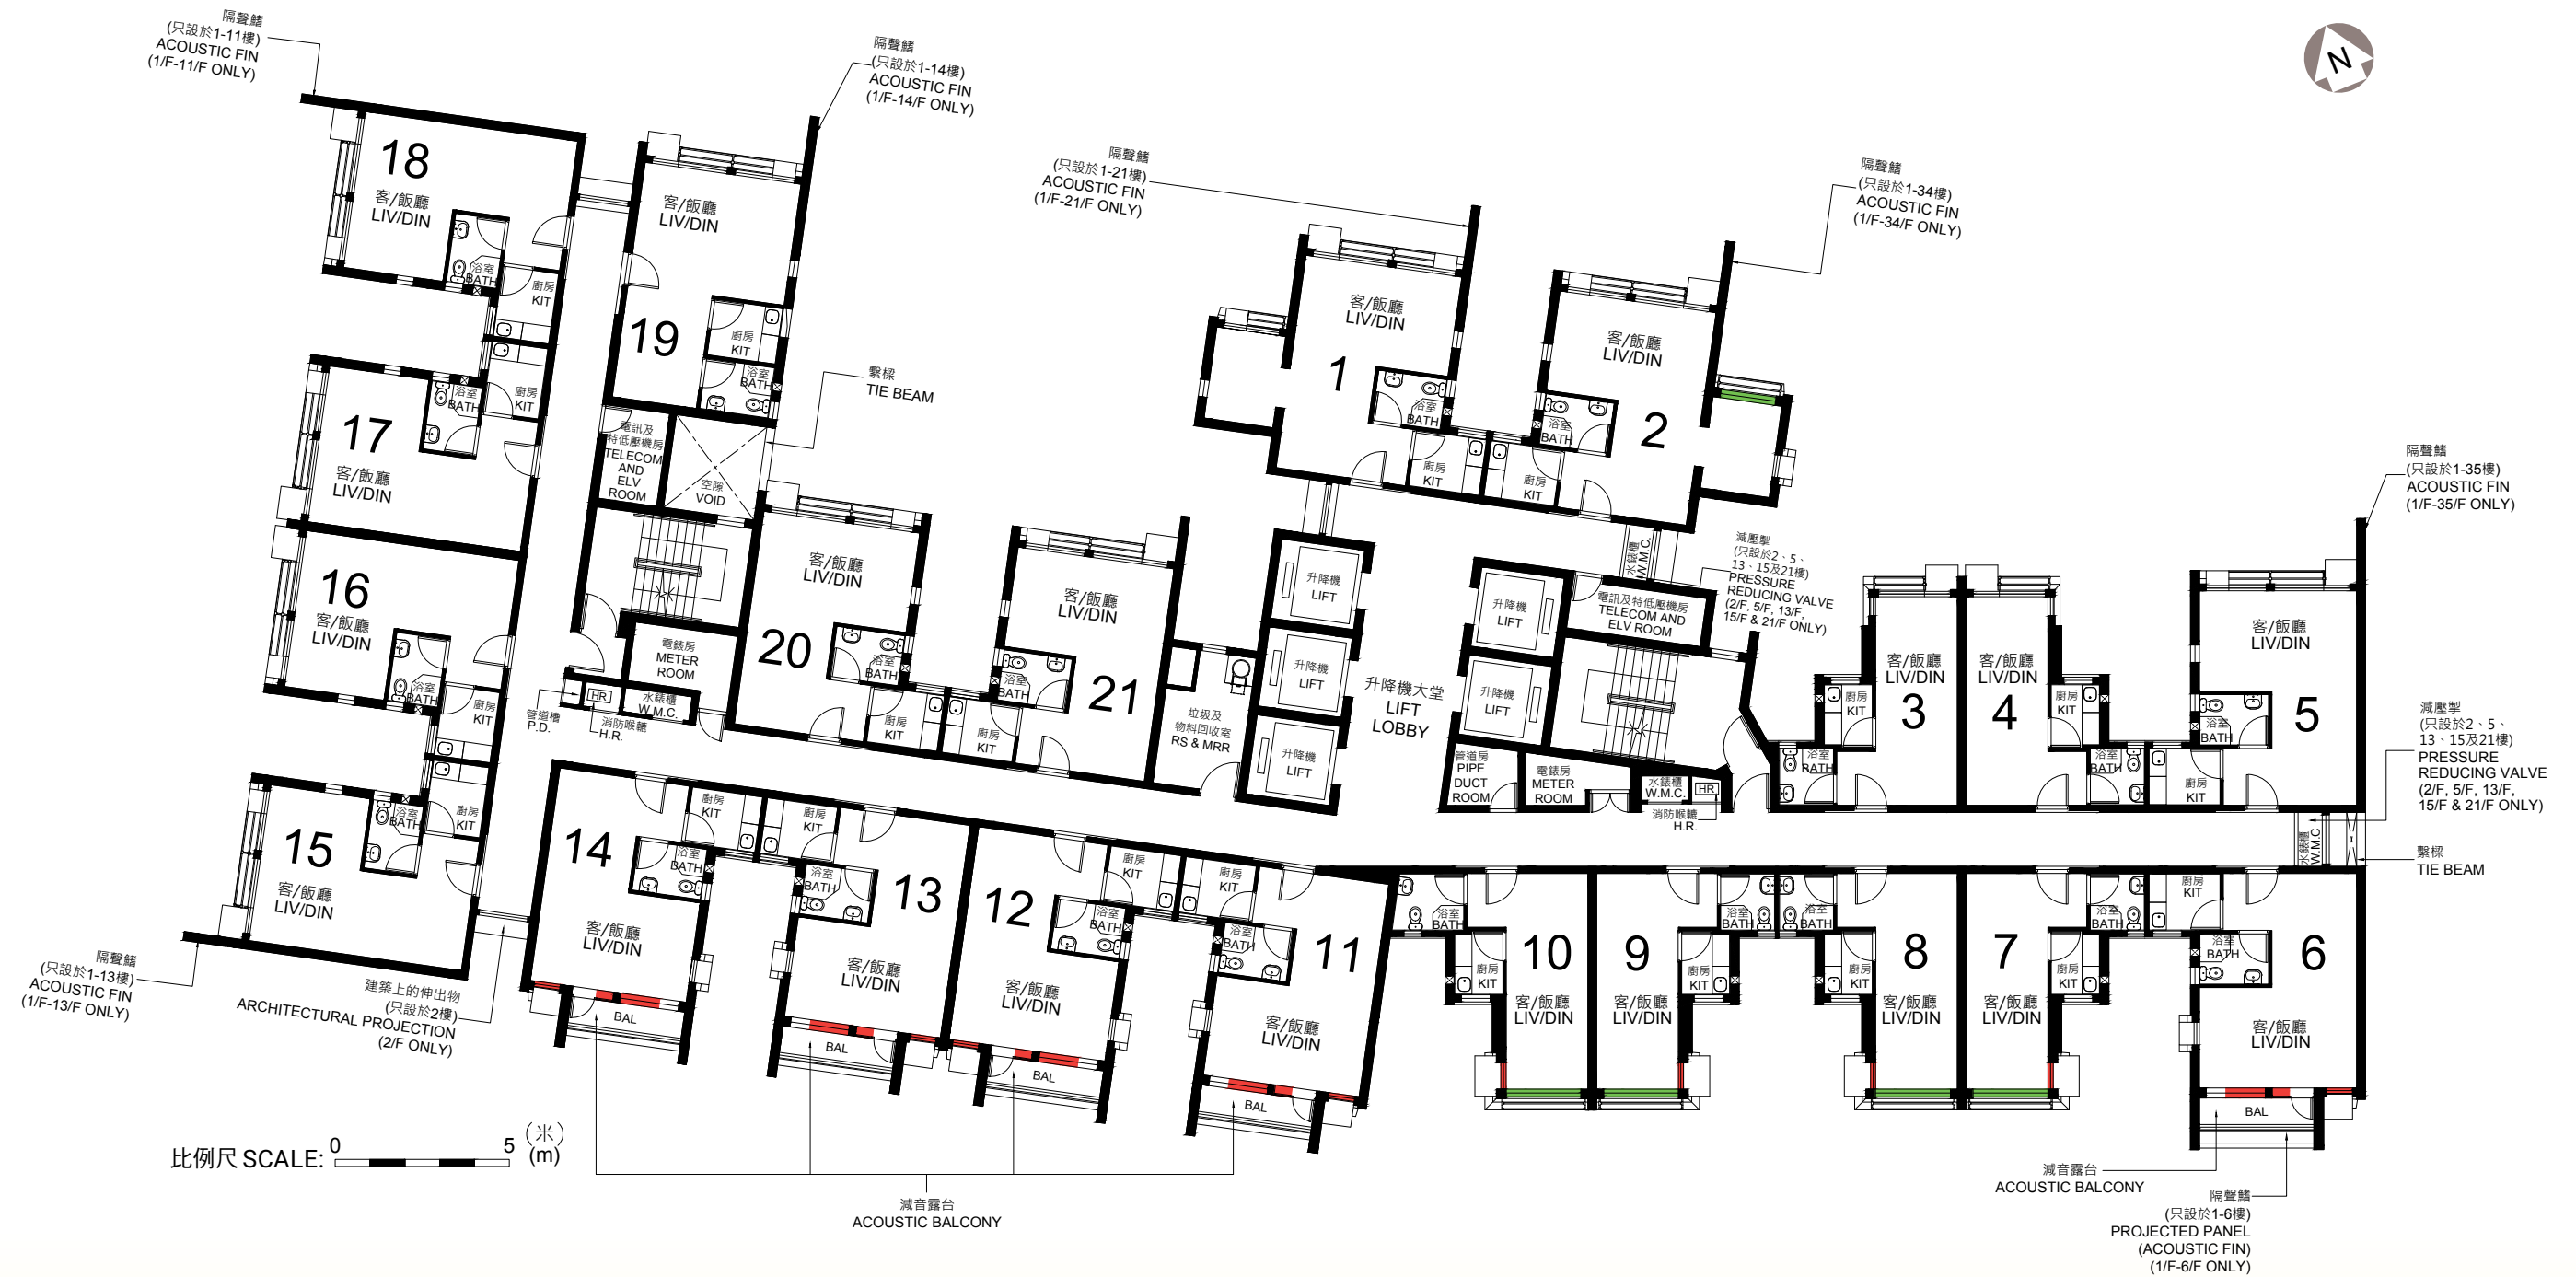 隔聲鰭
(只設於1-11樓)
ACOUSTIC FIN
(1/F-11/F ONLY)
隔聲鰭
(只設於1-14樓)
ACOUSTIC FIN
(1/F-14/F ONLY)
隔聲鰭
(只設於1-21樓)
ACOUSTIC FIN
(1/F-21/F ONLY)
隔聲鰭
(只設於1-34樓)
ACOUSTIC FIN
(1/F-34/F ONLY)
N
18
客/飯廳
LIV/DIN
浴室
BATH
廚房
KIT
19
客/飯廳
LIV/DIN
廚房
KIT
浴室
BATH
繫樑
TIE BEAM
電訊及
特低壓機房
TELECOM
AND
ELV
ROOM
空隙
VOID
17
客/飯廳
LIV/DIN
浴室
BATH
廚房
KIT
16
客/飯廳
LIV/DIN
浴室
BATH
廚房
KIT
15
客/飯廳
LIV/DIN
浴室
BATH
廚房
KIT
1
客/飯廳
LIV/DIN
浴室
BATH
廚房
KIT
2
客/飯廳
LIV/DIN
浴室
BATH
廚房
KIT
隔聲鰭
(只設於1-35樓)
ACOUSTIC FIN
(1/F-35/F ONLY)
水錶櫃
W.M.C.
減壓掣
(只設於2、5、
13、15及21樓)
PRESSURE
REDUCING VALVE
(2/F, 5/F, 13/F,
15/F & 21/F ONLY)
20
客/飯廳
LIV/DIN
浴室
BATH
廚房
KIT
21
客/飯廳
LIV/DIN
浴室
BATH
廚房
KIT
電錶房
METER
ROOM
水錶櫃
W.M.C.
HR
管道槽
P.D.
消防喉轆
H.R.
垃圾及
物料回收室
RS & MRR
升降機
LIFT
升降機
LIFT
升降機
LIFT
升降機
LIFT
升降機
LIFT
升降機大堂
LIFT
LOBBY
電訊及特低壓機房
TELECOM AND
ELV ROOM
管道房
PIPE
DUCT
ROOM
電錶房
METER
ROOM
水錶櫃
W.M.C.
HR
消防喉轆
H.R.
3
客/飯廳
LIV/DIN
廚房
KIT
浴室
BATH
4
客/飯廳
LIV/DIN
廚房
KIT
浴室
BATH
5
客/飯廳
LIV/DIN
浴室
BATH
廚房
KIT
減壓掣
(只設於2、5、
13、15及21樓)
PRESSURE
REDUCING VALVE
(2/F, 5/F, 13/F,
15/F & 21/F ONLY)
水錶櫃
W.M.C
繫樑
TIE BEAM
14
客/飯廳
LIV/DIN
廚房
KIT
浴室
BATH
BAL
13
客/飯廳
LIV/DIN
廚房
KIT
浴室
BATH
BAL
12
客/飯廳
LIV/DIN
廚房
KIT
浴室
BATH
BAL
11
客/飯廳
LIV/DIN
廚房
KIT
浴室
BATH
BAL
10
客/飯廳
LIV/DIN
浴室
BATH
廚房
KIT
9
客/飯廳
LIV/DIN
浴室
BATH
廚房
KIT
8
客/飯廳
LIV/DIN
浴室
BATH
廚房
KIT
7
客/飯廳
LIV/DIN
浴室
BATH
廚房
KIT
6
客/飯廳
LIV/DIN
廚房
KIT
浴室
BATH
BAL
隔聲鰭
(只設於1-13樓)
ACOUSTIC FIN
(1/F-13/F ONLY)
建築上的伸出物
(只設於2樓)
ARCHITECTURAL PROJECTION
(2/F ONLY)
比例尺 SCALE:
0
5
(米)
(m)
減音露台
ACOUSTIC BALCONY
減音露台
ACOUSTIC BALCONY
隔聲鰭
(只設於1-6樓)
PROJECTED PANEL
(ACOUSTIC FIN)
(1/F-6/F ONLY)